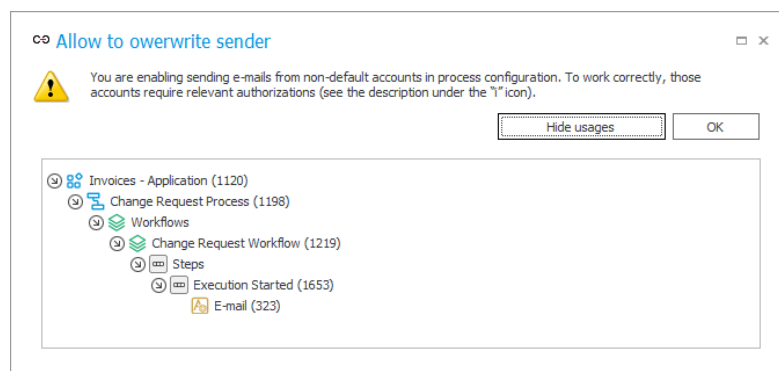 Allow to owerwrite sender
You are enabling sending e-mails from non-default accounts in process configuration. To work correctly, those
accounts require relevant authorizations (see the description under the "i" icon).
Hide usages
OK
Invoices - Application (1120)
Change Request Process (1198)
Workflows
Change Request Workflow (1219)
Steps
Execution Started (1653)
E-mail (323)